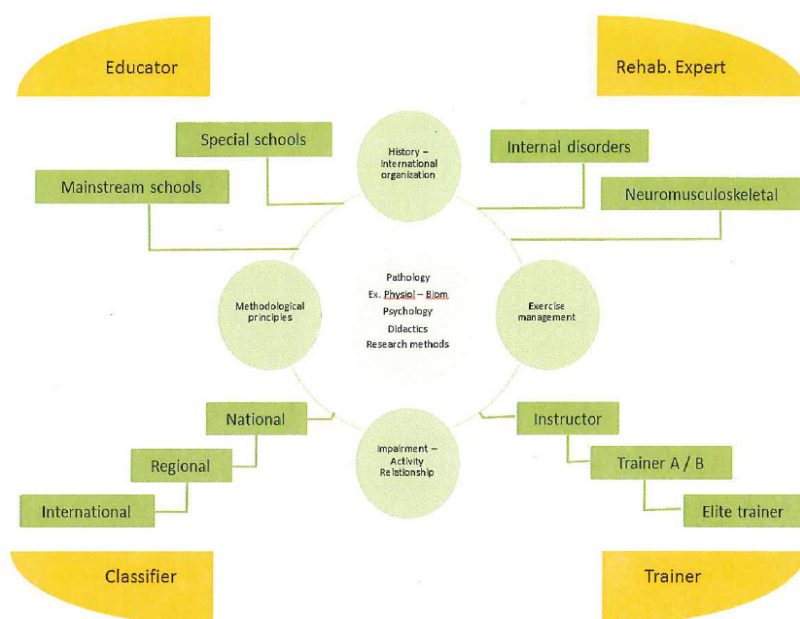 Educator
Rehab. Expert
Special schools
Mainstream schools
History –
International
organization
Internal disorders
Neuromusculoskeletal
Methodological
principles
Pathology
Ex. Physiol – Biom
Psychology
Didactics
Research methods
Exercise
management
National
Regional
International
Impairment –
Activity
Relationship
Instructor
Trainer A / B
Elite trainer
Classifier
Trainer